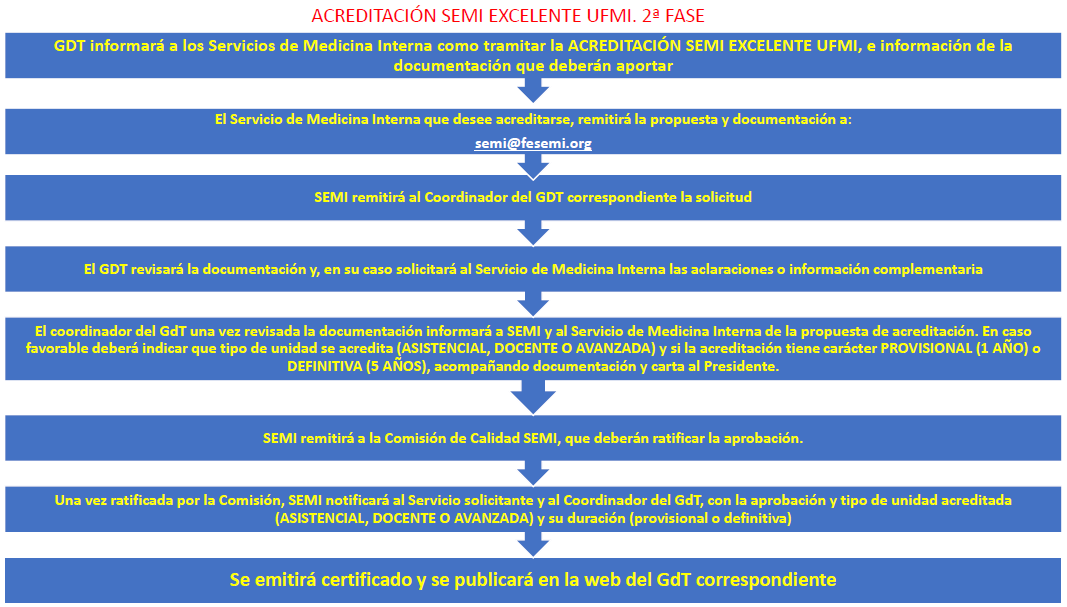 ACREDITACIÓN SEMI EXCELENTE UFMI. 2ª FASE
GDT informará a los Servicios de Medicina Interna como tramitar la ACREDITACIÓN SEMI EXCELENTE UFMI, e información de la
documentación que deberán aportar
El Servicio de Medicina Interna que desee acreditarse, remitirá la propuesta y documentación a:
semi@fesemi.org
SEMI remitirá al Coordinador del GDT correspondiente la solicitud
El GDT revisará la documentación y, en su caso solicitará al Servicio de Medicina Interna las aclaraciones o información complementaria
El coordinador del GdT una vez revisada la documentación informará a SEMI y al Servicio de Medicina Interna de la propuesta de acreditación. En caso
favorable deberá indicar que tipo de unidad se acredita (ASISTENCIAL, DOCENTE O AVANZADA) y si la acreditación tiene carácter PROVISIONAL (1 AÑO) o
DEFINITIVA (5 AÑOS), acompañando documentación y carta al Presidente.
SEMI remitirá a la Comisión de Calidad SEMI, que deberán ratificar la aprobación.
Una vez ratificada por la Comisión, SEMI notificará al Servicio solicitante y al Coordinador del GdT, con la aprobación y tipo de unidad acreditada
(ASISTENCIAL, DOCENTE O AVANZADA) y su duración (provisional o definitiva)
Se emitirá certificado y se publicará en la web del GdT correspondiente